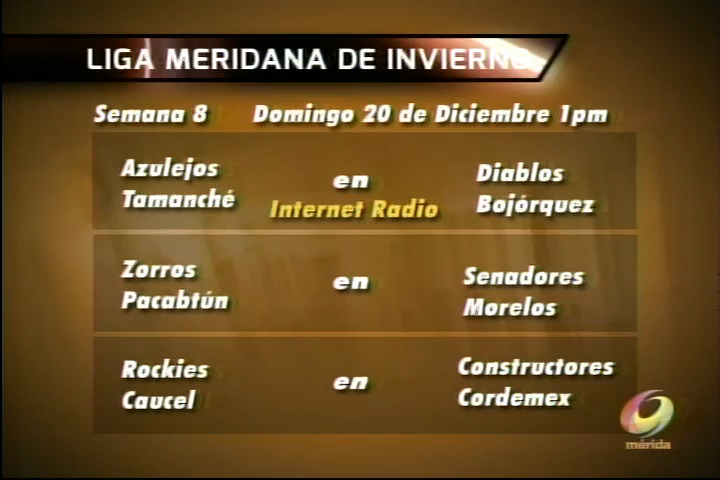 LIGA MERIDANA DE INVIERNO
Semana 8 Domingo 20 de Diciembre 1pm
Azulejos
Tamanché
en
Internet Radio
Diablos
Bojórquez
Zorros
Pacabtún
en
Senadores
Morelos
Rockies
Caucel
en
Constructores
Cordemex
mérida